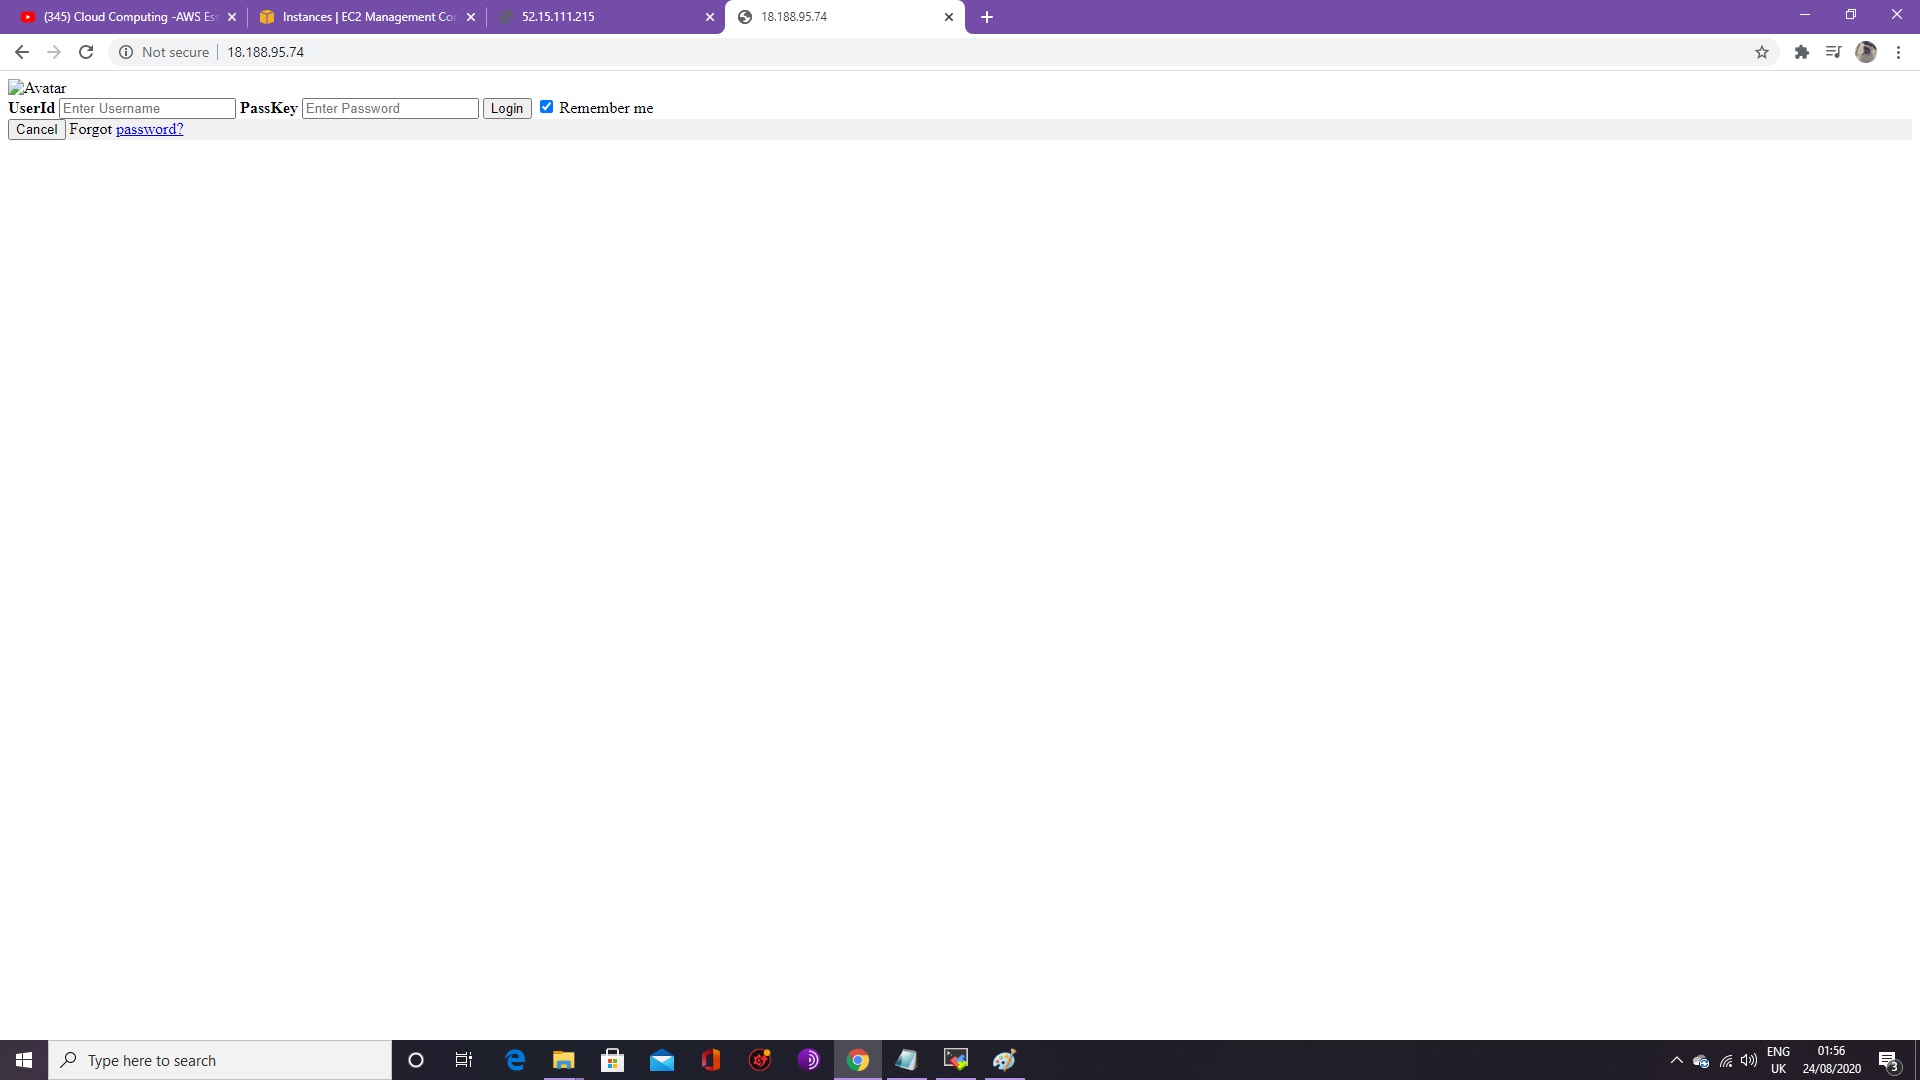 (345) Cloud Computing -AWS Ess
Instances | EC2 Management Con
52.15.111.215
18.188.95.74
Not secure
18.188.95.74
Avatar
UserId Enter Username PassKey Enter Password Login Remember me
Cancel Forgot password?
Type here to search
ENG
UK
01:56
24/08/2020
3